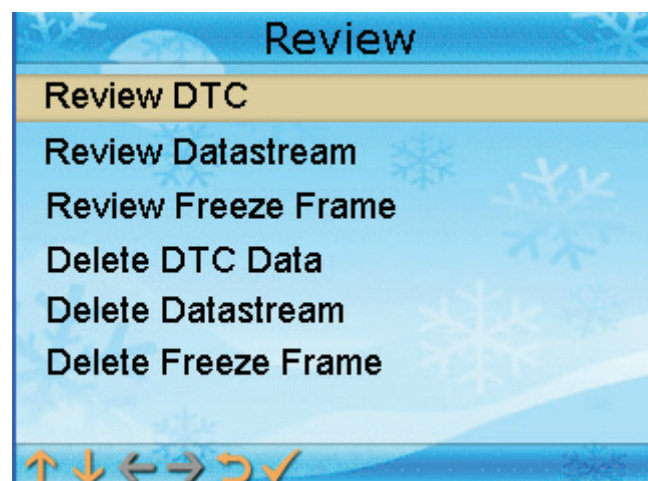 Review
Review DTC
Review Datastream
Review Freeze Frame
Delete DTC Data
Delete Datastream
Delete Freeze Frame